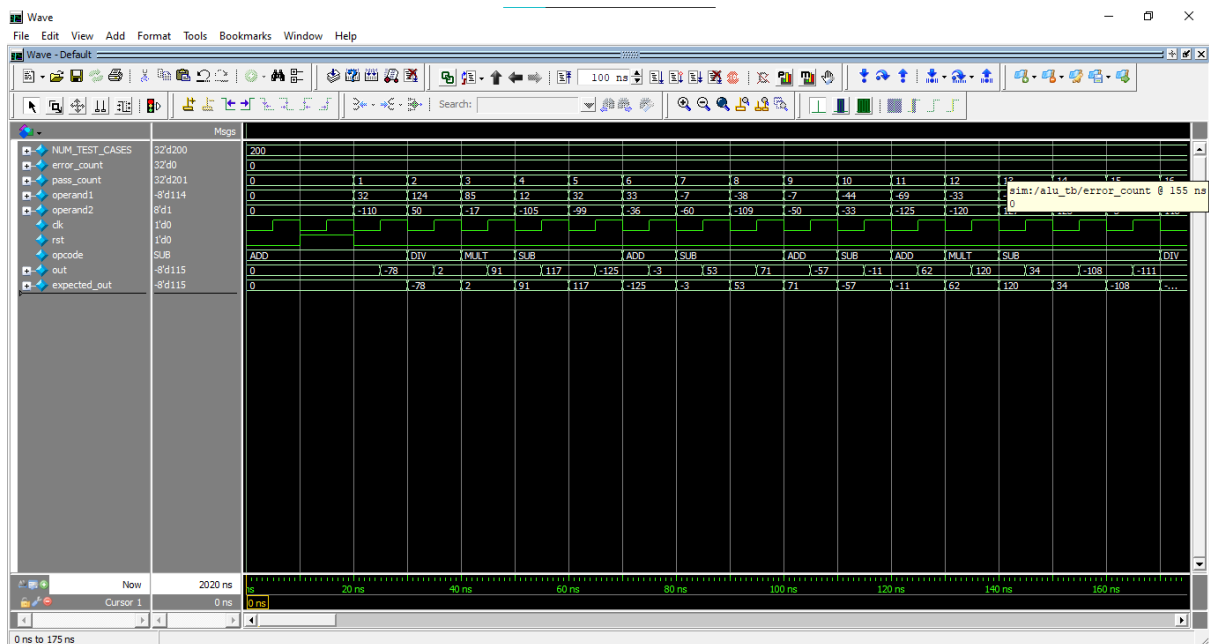 Wave
File Edit View Add Format Tools Bookmarks Window Help
Wave - Default
100 ns
Search:
Msgs
NUM_TEST_CASES 32'd200 200
error_count 32'd0 0
pass_count 32'd201 0 1 2 3 4 5 6 7 8 9 10 11 12
operand1 -8'd114 0 32 124 85 12 32 33 -7 -38 -7 -44 -69 -33
operand2 8'd1 0 -110 50 -17 -105 -99 -36 -60 -109 -50 -33 -125 -120
clk 1'd0
rst 1'd0
opcode SUB ADD DIV MULT SUB ADD SUB ADD SUB ADD MULT SUB DIV
out -8'd115 0 -78 2 91 117 -125 -3 53 71 -57 -11 62 120 34 -108 -111
expected_out -8'd115 0 -78 2 91 117 -125 -3 53 71 -57 -11 62 120 34 -108 -...
sim:/alu_tb/error_count @ 155 ns
0
Now 2020 ns
ns 20 ns 40 ns 60 ns 80 ns 100 ns 120 ns 140 ns 160 ns
Cursor 1 0 ns 0 ns
0 ns to 175 ns